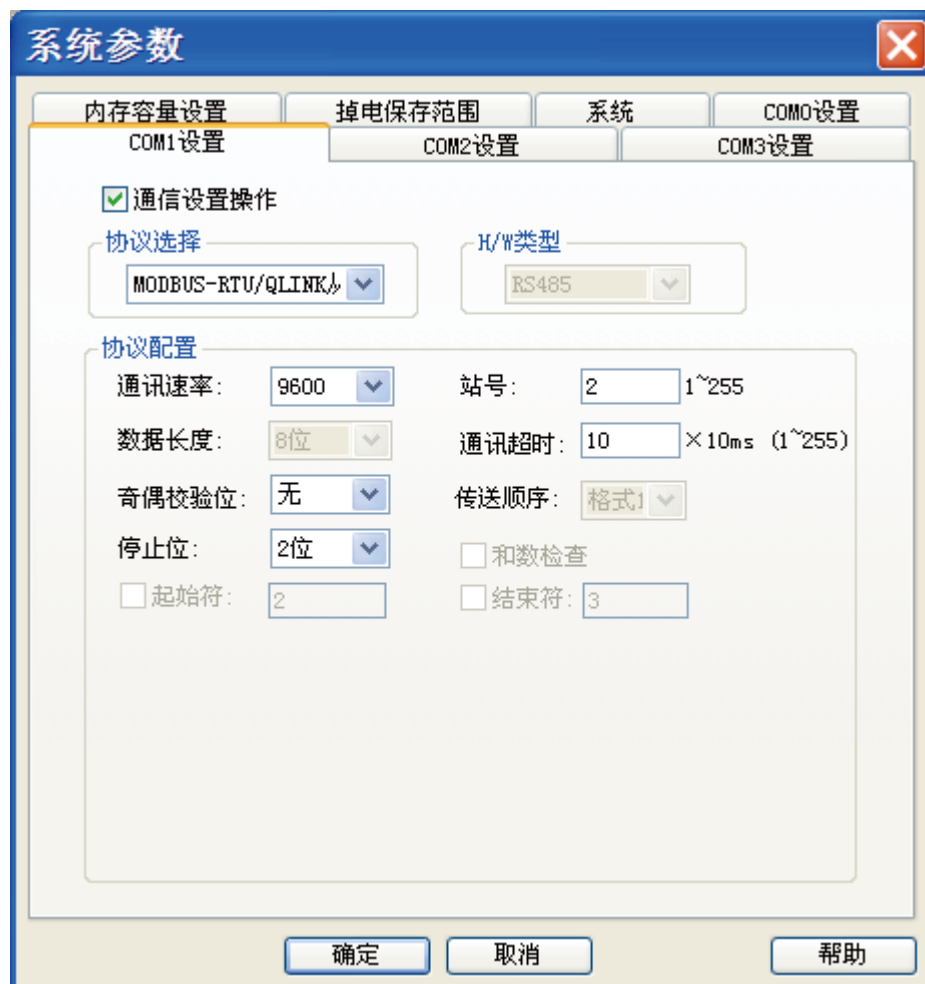 系统参数
内存容量设置 掉电保存范围 系统 COM0设置
COM1设置 COM2设置 COM3设置
通信设置操作
协议选择 H/W类型
MODBUS-RTU/QLINK RS485
协议配置
通讯速率: 9600 站号: 2 1~255
数据长度: 8位 通讯超时: 10 ×10ms (1~255)
奇偶校验位: 无 传送顺序: 格式1
停止位: 2位 和数检查
起始符: 2 结束符: 3
确定 取消 帮助